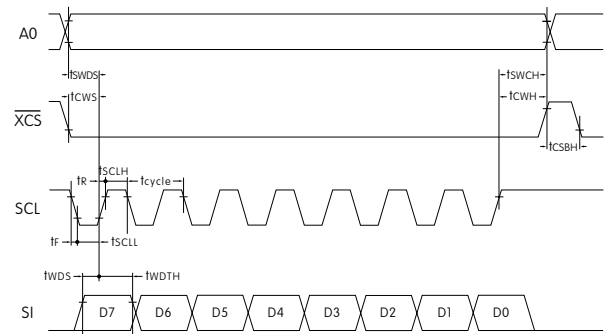 A0
tSWDS
tSWCH
tCWS
tCWH
XCS
tCSBH
tSCLH
tR
tcycle
SCL
tF
tSCLL
tWDS
tWDTH
SI
D7
D6
D5
D4
D3
D2
D1
D0